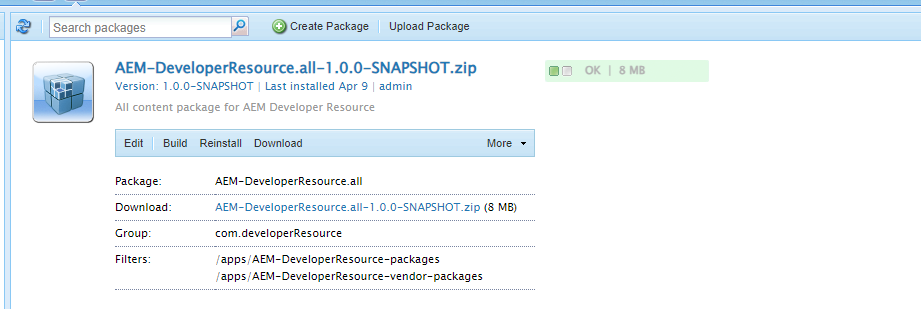 Search packages Create Package Upload Package
AEM-DeveloperResource.all-1.0.0-SNAPSHOT.zip OK | 8 MB
Version: 1.0.0-SNAPSHOT | Last installed Apr 9 | admin
All content package for AEM Developer Resource
Edit Build Reinstall Download More
Package: AEM-DeveloperResource.all
Download: AEM-DeveloperResource.all-1.0.0-SNAPSHOT.zip (8 MB)
Group: com.developerResource
Filters: /apps/AEM-DeveloperResource-packages
/apps/AEM-DeveloperResource-vendor-packages